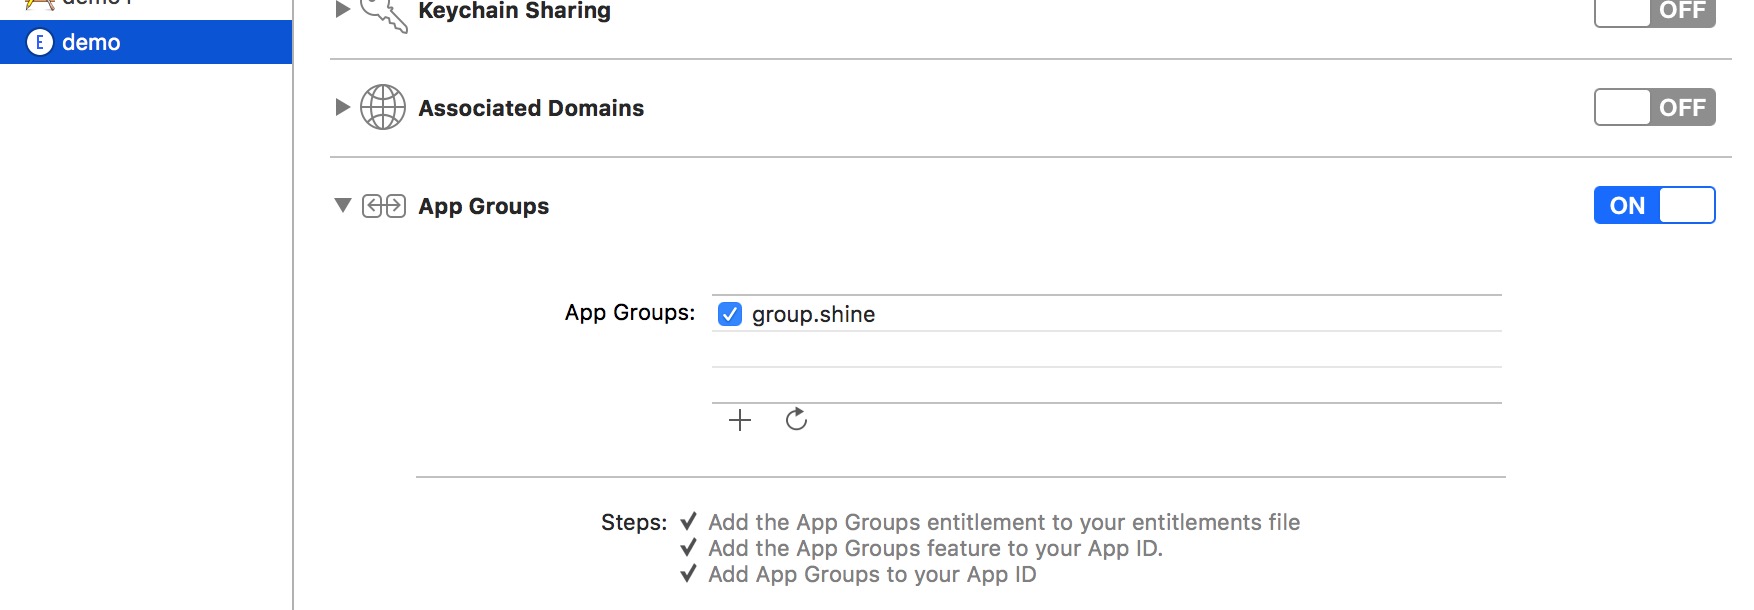 Keychain Sharing
OFF
E demo
Associated Domains
OFF
App Groups
ON
App Groups:
group.shine
Steps:
Add the App Groups entitlement to your entitlements file
Add the App Groups feature to your App ID.
Add App Groups to your App ID